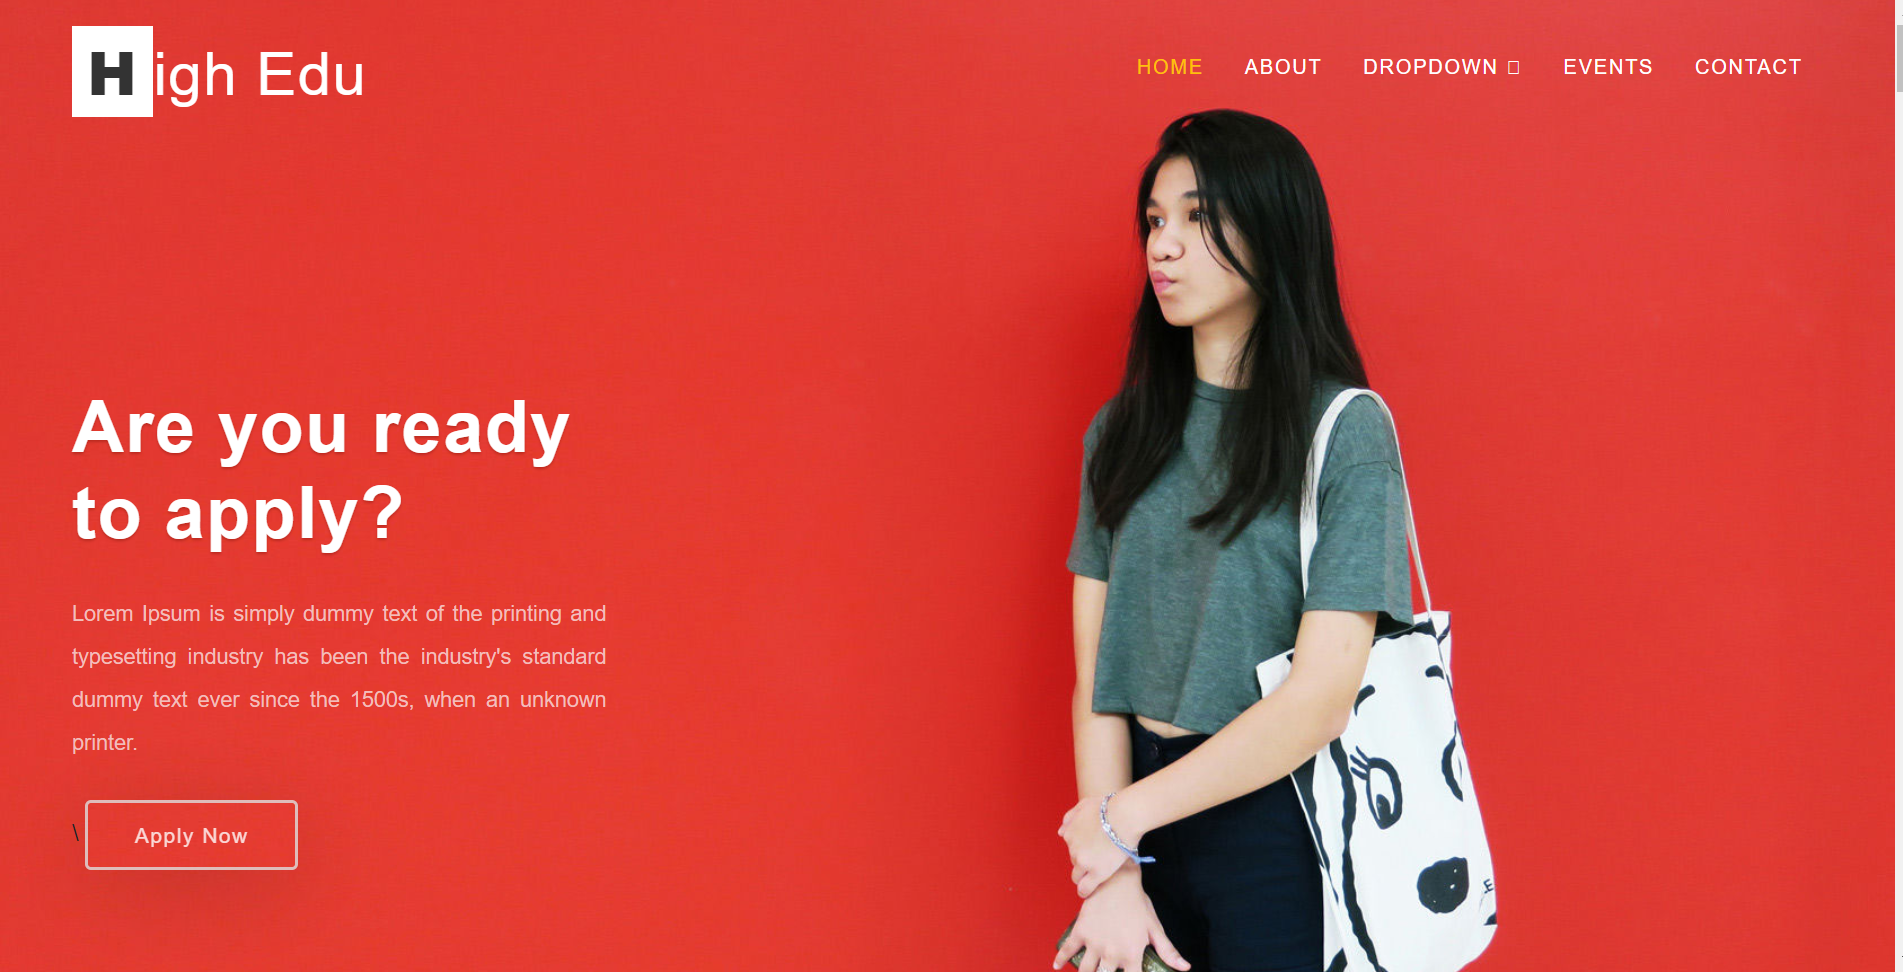 High Edu
HOME ABOUT DROPDOWN EVENTS CONTACT
Are you ready
to apply?
Lorem Ipsum is simply dummy text of the printing and
typesetting industry has been the industry's standard
dummy text ever since the 1500s, when an unknown
printer.
\ Apply Now